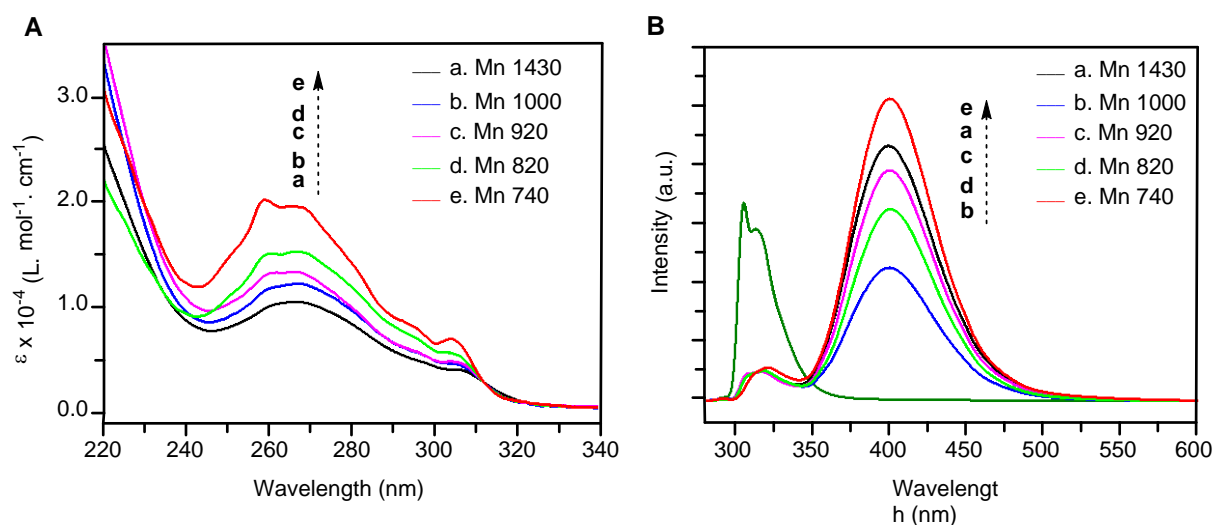 A
ε x 10⁻⁴ (L. mol⁻¹. cm⁻¹)
3.0
2.0
1.0
0.0
e
d
c
b
a
a. Mn 1430
b. Mn 1000
c. Mn 920
d. Mn 820
e. Mn 740
220 240 260 280 300 320 340
Wavelength (nm)
B
Intensity (a.u.)
e
a
c
d
b
a. Mn 1430
b. Mn 1000
c. Mn 920
d. Mn 820
e. Mn 740
300 350 400 450 500 550 600
Wavelengt
h (nm)